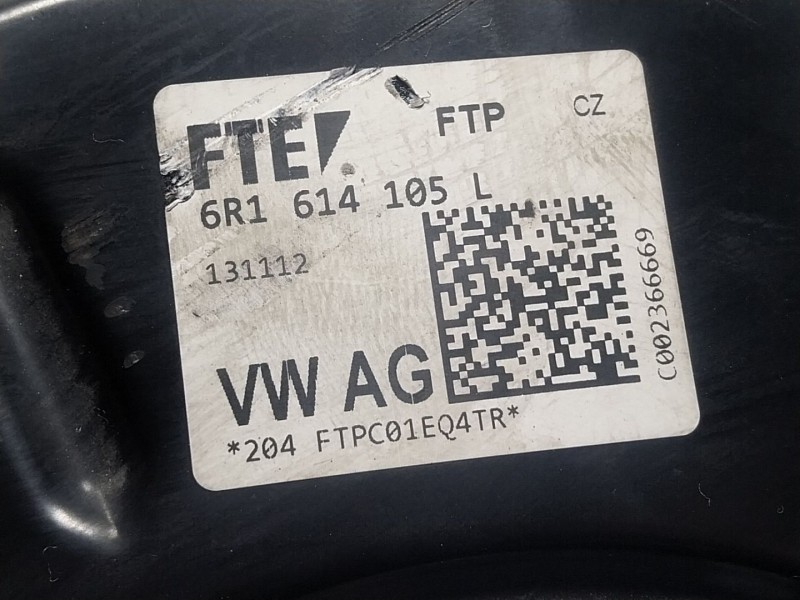 FTE FTP CZ
6R1 614 105 L
131112
C002366669
VW AG
*204 FTPC01EQ4TR*